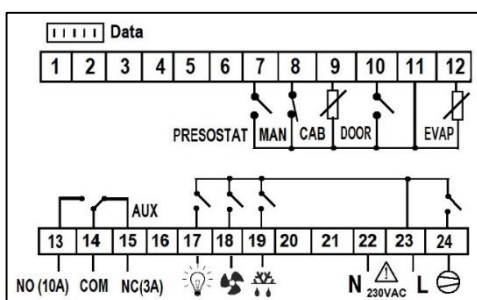 Data
1 2 3 4 5 6 7 8 9 10 11 12
PRESOSTAT MAN CAB DOOR EVAP
AUX
13 14 15 16 17 18 19 20 21 22 23 24
NO (10A) COM NC(3A) N 230VAC L